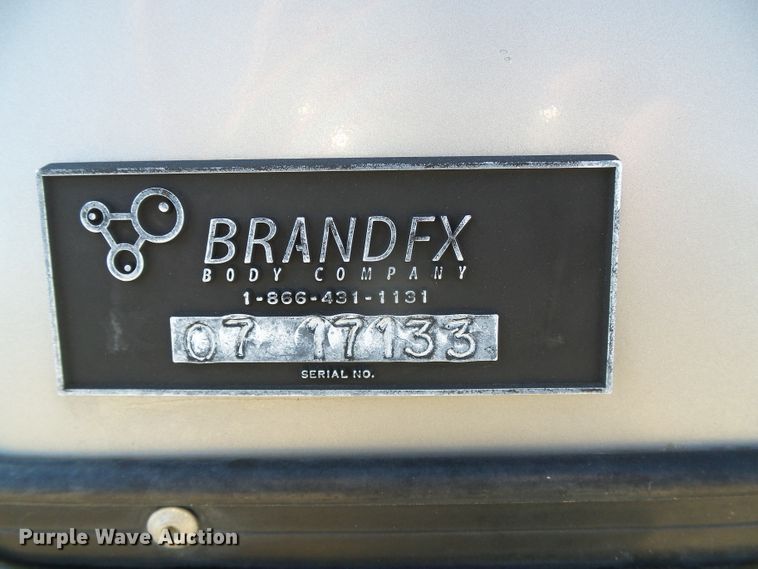 BRANDFX
BODY COMPANY
1-866-431-1131
07 17133
SERIAL NO.
Purple Wave Auction